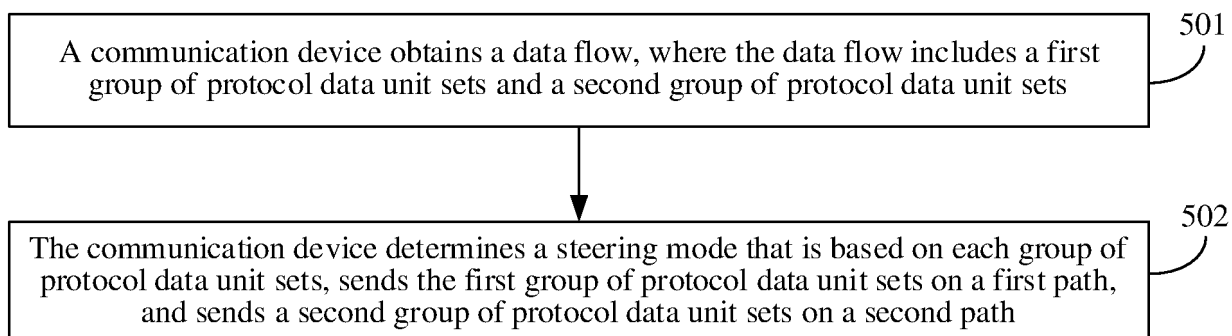 A communication device obtains a data flow, where the data flow includes a first
group of protocol data unit sets and a second group of protocol data unit sets
501
The communication device determines a steering mode that is based on each group of
protocol data unit sets, sends the first group of protocol data unit sets on a first path,
and sends a second group of protocol data unit sets on a second path
502